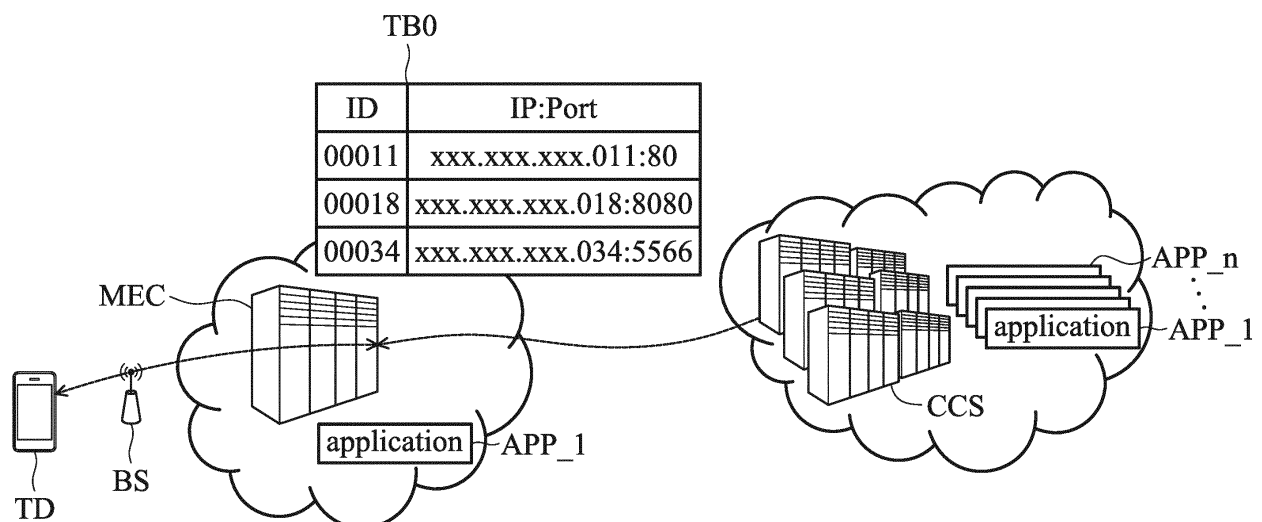 TB0
ID IP:Port
00011 xxx.xxx.xxx.011:80
00018 xxx.xxx.xxx.018:8080
00034 xxx.xxx.xxx.034:5566
MEC
APP_n
application APP_1
CCS
application APP_1
BS
TD